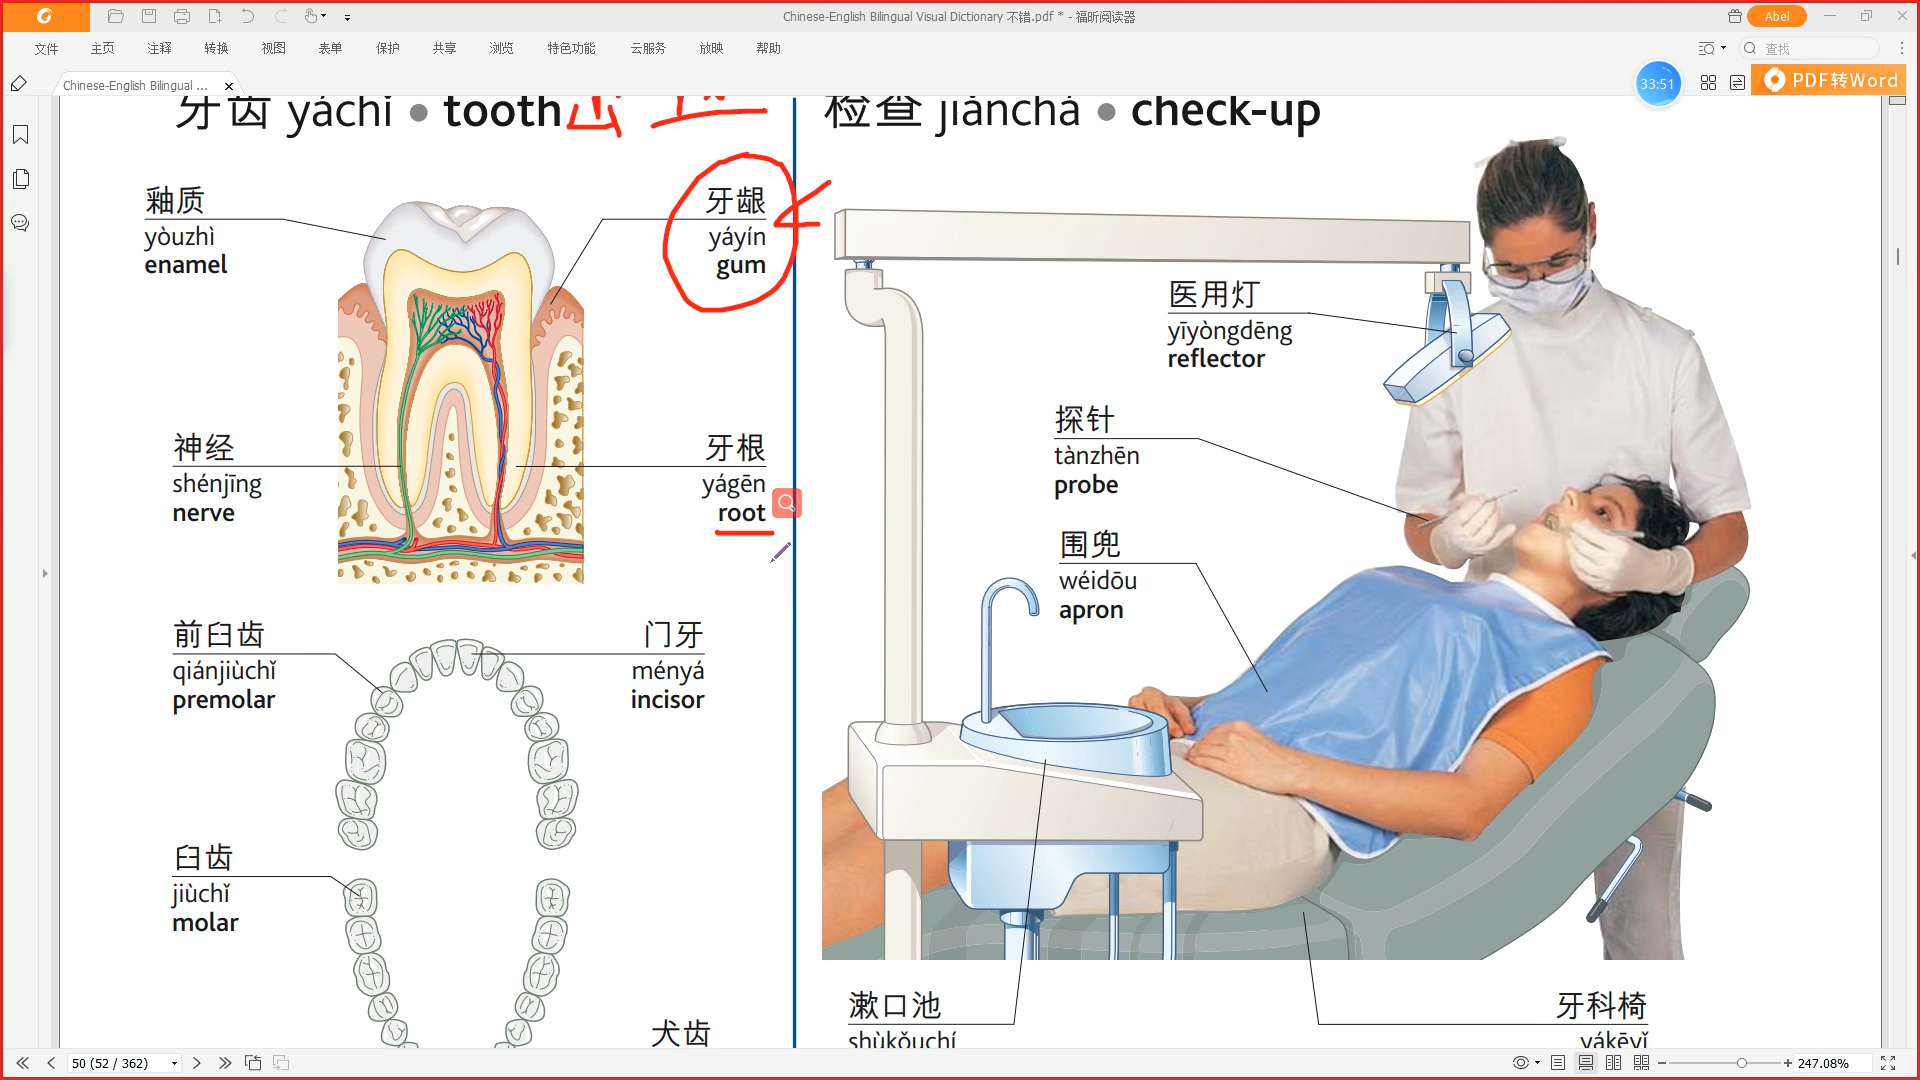 Chinese-English Bilingual Visual Dictionary 不错.pdf * - 福昕阅读器
Abel
文件 主页 注释 转换 视图 表单 保护 共享 浏览 特色功能 云服务 放映 帮助
查找
Chinese-English Bilingual ...
33:51
PDF转Word
牙齿 yáchǐ ● tooth
检查 jiǎnchá ● check-up
釉质
yòuzhì
enamel
牙龈
yáyín
gum
神经
shénjīng
nerve
牙根
yágēn
root
前臼齿
qiánjiùchǐ
premolar
门牙
ményá
incisor
臼齿
jiùchǐ
molar
犬齿
医用灯
yīyòngdēng
reflector
探针
tànzhēn
probe
围兜
wéidōu
apron
漱口池
shùkǒuchí
牙科椅
yákēyǐ
50 (52 / 362)
247.08%